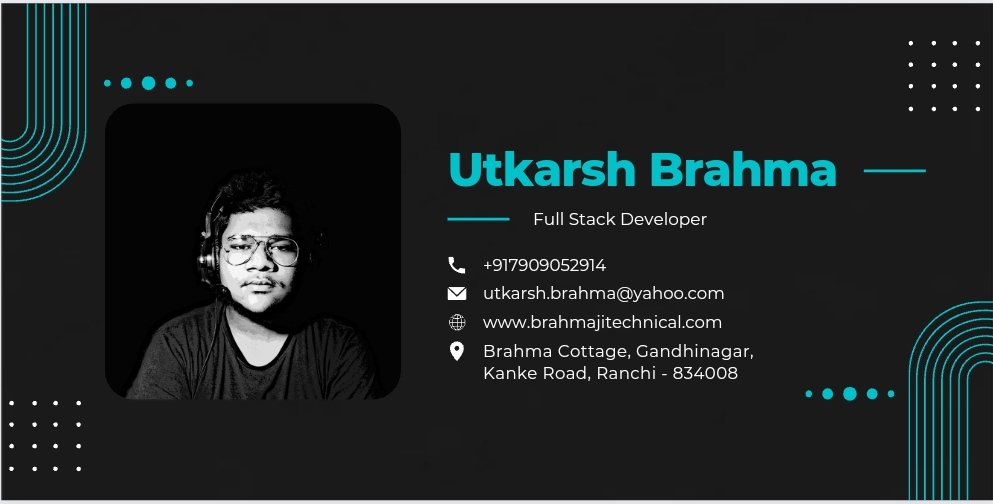 Utkarsh Brahma
Full Stack Developer
+917909052914
utkarsh.brahma@yahoo.com
www.brahmajitechnical.com
Brahma Cottage, Gandhinagar,
Kanke Road, Ranchi - 834008